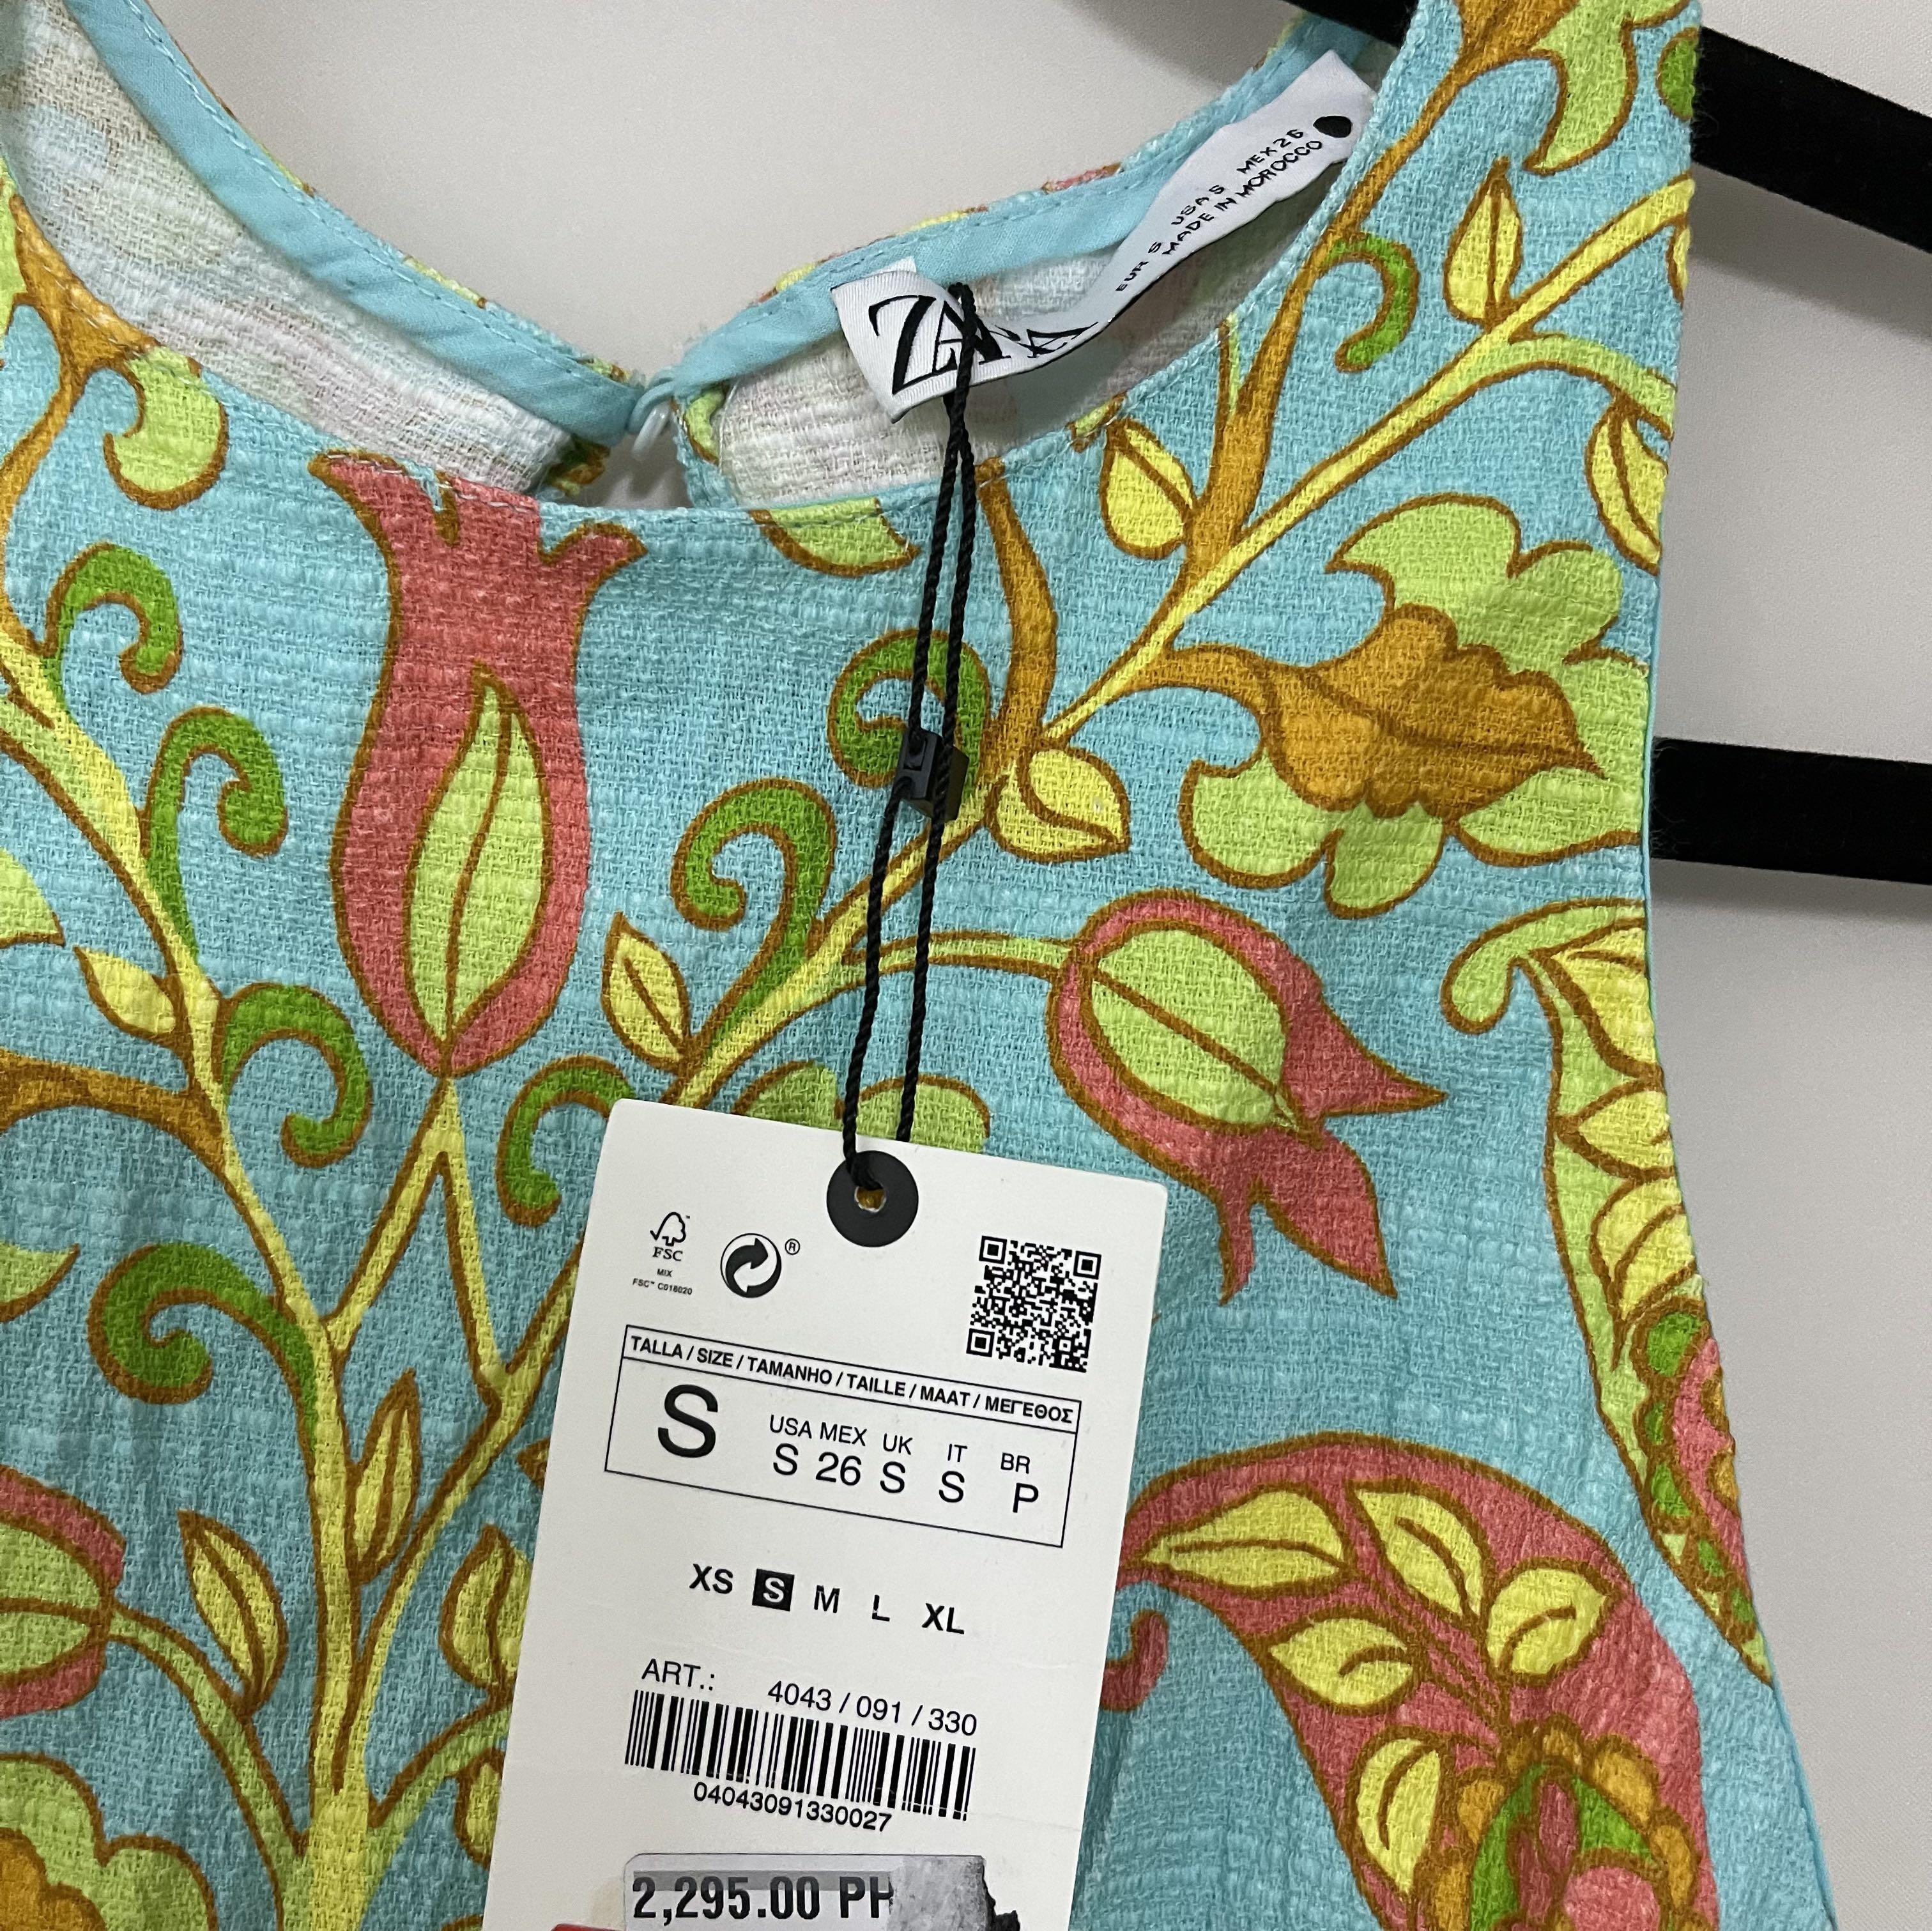 ZARA
EUR S USA S MEX 26
MADE IN MOROCCO
FSC™
MIX
FSC™ C018020
®
TALLA / SIZE / TAMANHO / TAILLE / MAAT / ΜΕΓΕΘΟΣ
S
USA MEX UK IT BR
S 26 S S P
XS S M L XL
ART.: 4043 / 091 / 330
04043091330027
2,295.00 PH